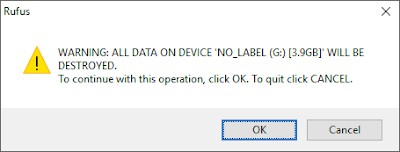 Rufus
WARNING: ALL DATA ON DEVICE 'NO_LABEL (G:) [3.9GB]' WILL BE
DESTROYED.
To continue with this operation, click OK. To quit click CANCEL.
OK
Cancel